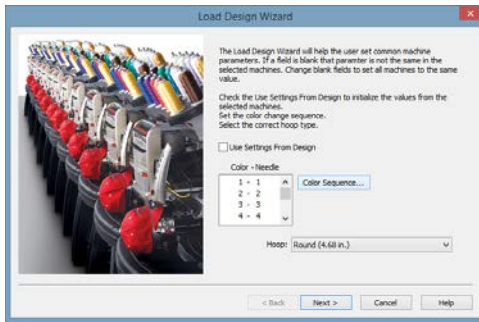 Load Design Wizard
The Load Design Wizard will help the user set common machine
parameters. If a field is blank that paramter is not the same in the
selected machines. Change blank fields to set all machines to the same
value.
Check the Use Settings From Design to initialize the values from the
selected machines.
Set the color change sequence.
Select the correct hoop type.
Use Settings From Design
Color - Needle
1 - 1
2 - 2
3 - 3
4 - 4
Color Sequence...
Hoop: Round (4.68 in.)
< Back Next > Cancel Help